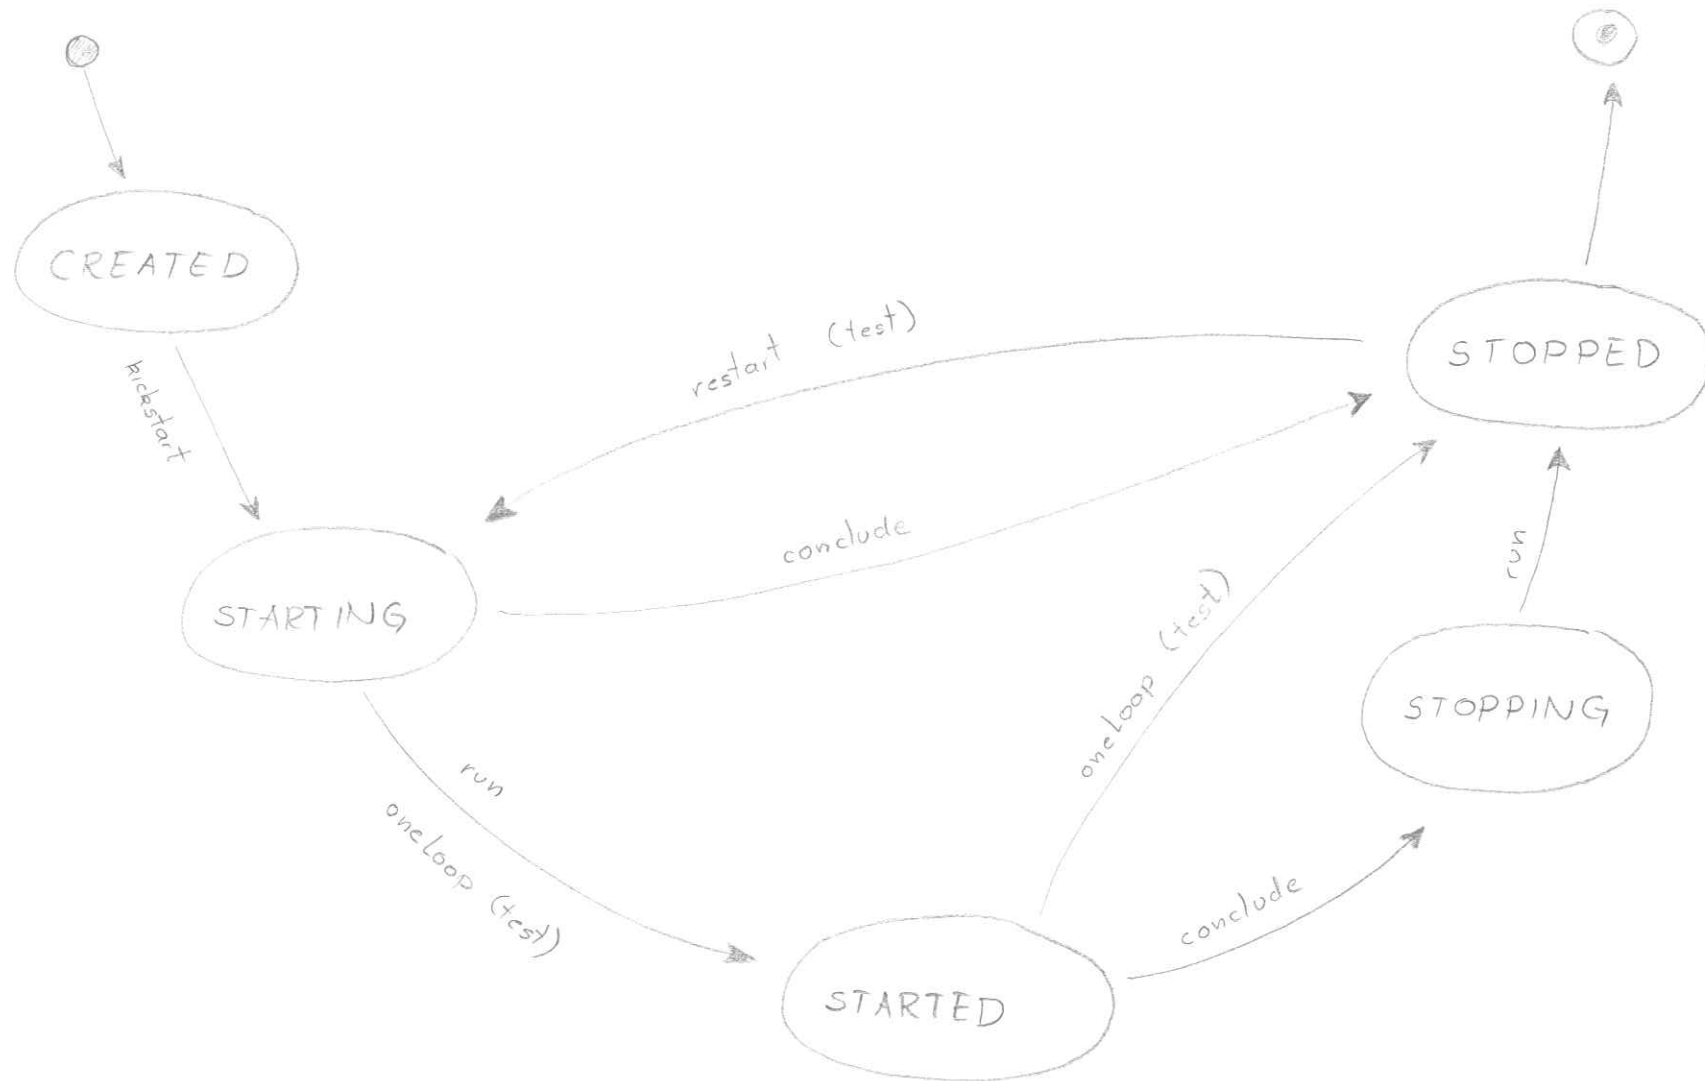 CREATED
kickstart
restart (test)
STOPPED
conclude
STARTING
run
oneloop (test)
STOPPING
run
oneloop (test)
conclude
STARTED